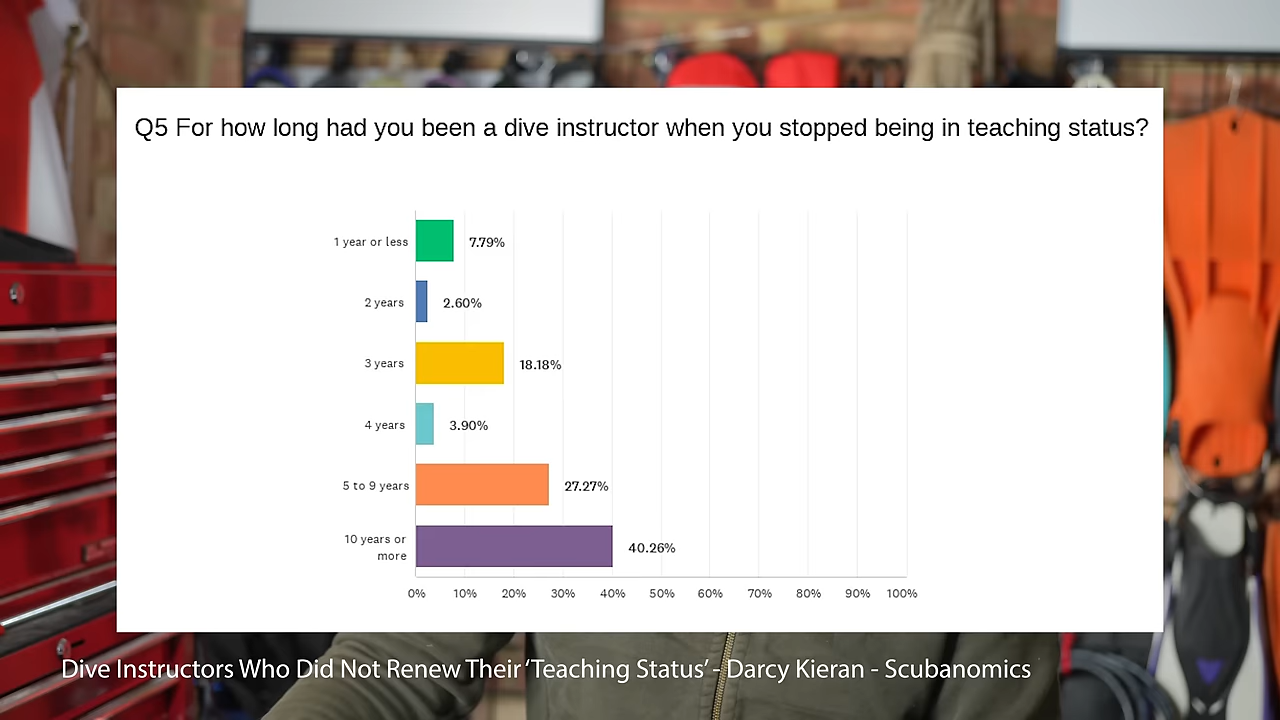 Q5 For how long had you been a dive instructor when you stopped being in teaching status?
1 year or less 7.79%
2 years 2.60%
3 years 18.18%
4 years 3.90%
5 to 9 years 27.27%
10 years or
more 40.26%
0% 10% 20% 30% 40% 50% 60% 70% 80% 90% 100%
Dive Instructors Who Did Not Renew Their ‘Teaching Status’ - Darcy Kieran - Scubanomics